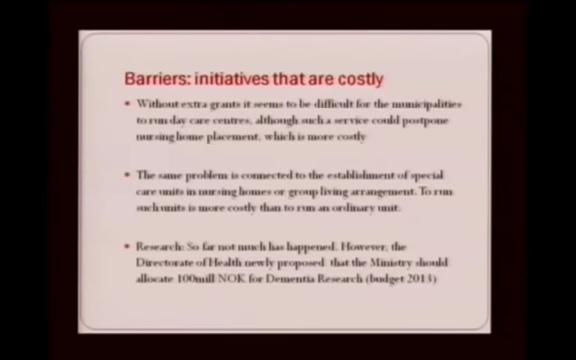 Barriers: initiatives that are costly
Without extra grants it seems to be difficult for the municipalities
to run day care centres, although such a service could postpone
nursing home placement, which is more costly
The same problem is connected to the establishment of special
care units in nursing homes or group living arrangement. To run
such units is more costly than to run an ordinary unit.
Research: So far not much has happened. However, the
Directorate of Health newly proposed that the Ministry should
allocate 100mill NOK for Dementia Research (budget 2013)